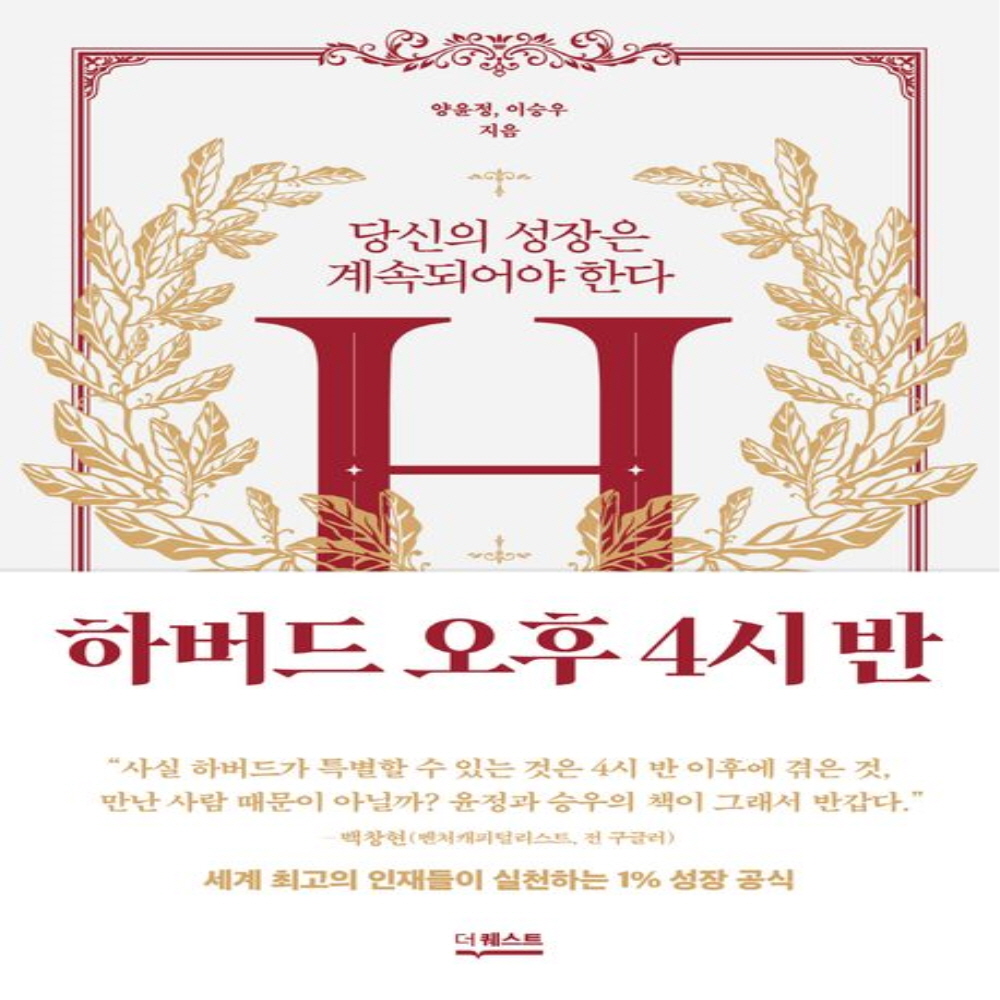 양윤정, 이승우
지음
당신의 성장은
계속되어야 한다
H
하버드 오후 4시 반
“사실 하버드가 특별할 수 있는 것은 4시 반 이후에 겪은 것,
만난 사람 때문이 아닐까? 윤정과 승우의 책이 그래서 반갑다.”
– 백창현(벤처캐피털리스트, 전 구글러)
세계 최고의 인재들이 실천하는 1% 성장 공식
더퀘스트